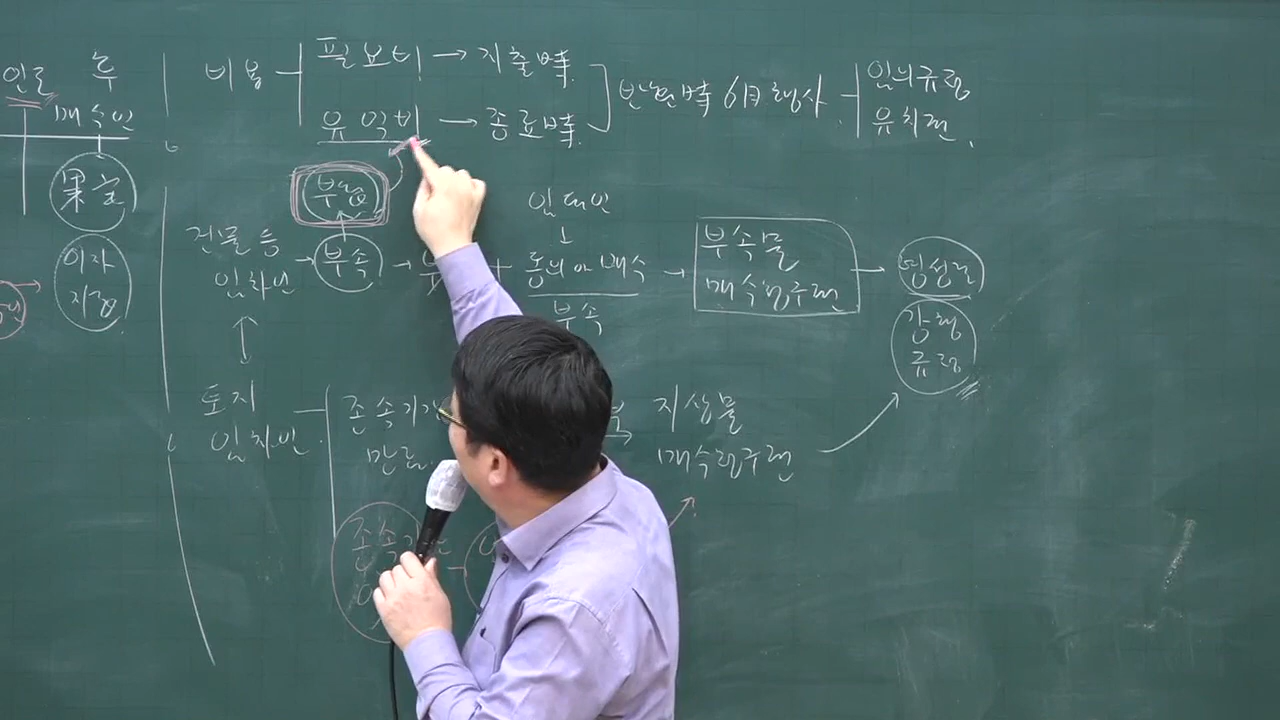 인도 후
매수인
果실
이자
지급
비용
필요비 → 지출時
유익비 → 종료時
반환時 6月 행사
임의규정
유치권
부합
건물 등
임차인
부속
임대인
↓
동의 or 매수
부속
부속물
매수청구권
형성권
강행
규정
토지
임차인
존속기간
만료
지상물
매수청구권